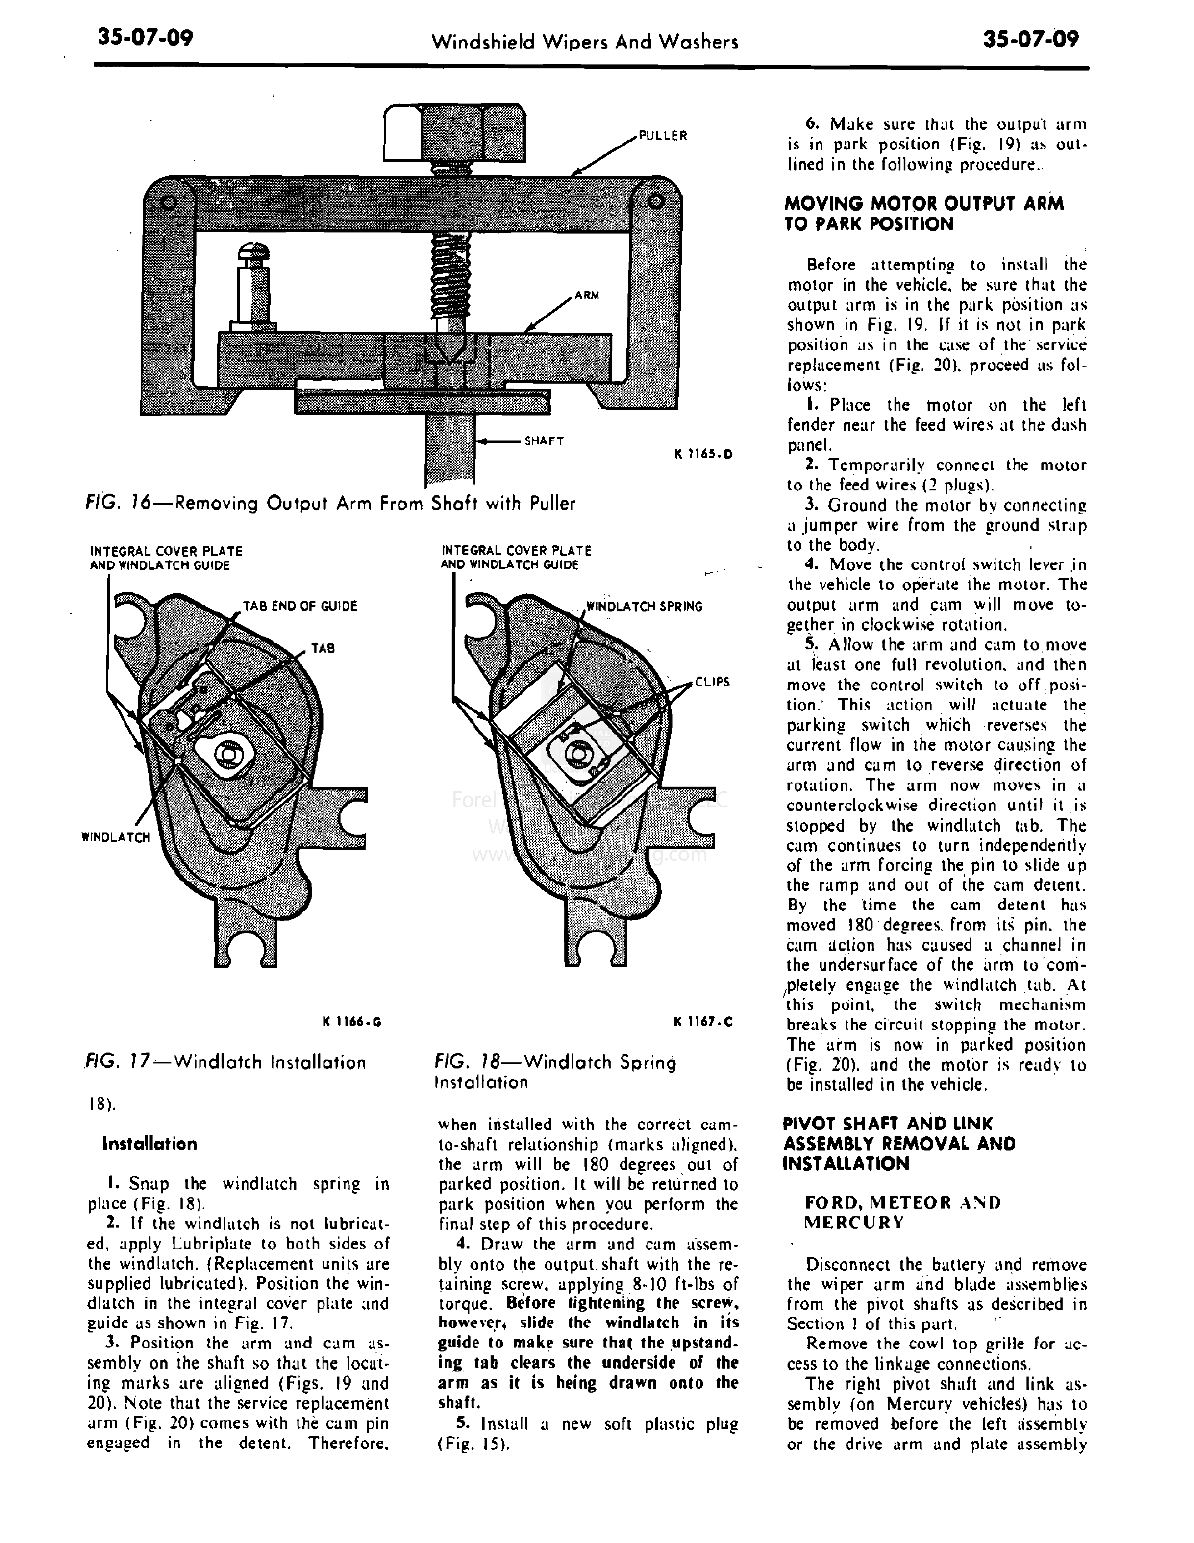 35-07-09
Windshield Wipers And Washers
35-07-09
PULLER
ARM
SHAFT
K 1165-D
FIG. 16—Removing Output Arm From Shaft with Puller
INTEGRAL COVER PLATE
AND WINDLATCH GUIDE
TAB END OF GUIDE
TAB
WINDLATCH
K 1166-G
FIG. 17—Windlatch Installation
INTEGRAL COVER PLATE
AND WINDLATCH GUIDE
WINDLATCH SPRING
CLIPS
K 1167-C
FIG. 18—Windlatch Spring
Installation
18).
Installation
1. Snap the windlatch spring in
place (Fig. 18).
2. If the windlatch is not lubricat-
ed, apply Lubriplate to both sides of
the windlatch. (Replacement units are
supplied lubricated). Position the win-
dlatch in the integral cover plate and
guide as shown in Fig. 17.
3. Position the arm and cam as-
sembly on the shaft so that the locat-
ing marks are aligned (Figs. 19 and
20). Note that the service replacement
arm (Fig. 20) comes with the cam pin
engaged in the detent. Therefore,
when installed with the correct cam-
to-shaft relationship (marks aligned),
the arm will be 180 degrees out of
parked position. It will be returned to
park position when you perform the
final step of this procedure.
4. Draw the arm and cam assem-
bly onto the output shaft with the re-
taining screw, applying 8-10 ft-lbs of
torque. Before tightening the screw,
however, slide the windlatch in its
guide to make sure that the upstand-
ing tab clears the underside of the
arm as it is being drawn onto the
shaft.
5. Install a new soft plastic plug
(Fig. 15).
6. Make sure that the output arm
is in park position (Fig. 19) as out-
lined in the following procedure.
MOVING MOTOR OUTPUT ARM
TO PARK POSITION
Before attempting to install the
motor in the vehicle, be sure that the
output arm is in the park position as
shown in Fig. 19. If it is not in park
position as in the case of the service
replacement (Fig. 20), proceed as fol-
lows:
1. Place the motor on the left
fender near the feed wires at the dash
panel.
2. Temporarily connect the motor
to the feed wires (2 plugs).
3. Ground the motor by connecting
a jumper wire from the ground strap
to the body.
4. Move the control switch lever in
the vehicle to operate the motor. The
output arm and cam will move to-
gether in clockwise rotation.
5. Allow the arm and cam to move
at least one full revolution, and then
move the control switch to off posi-
tion. This action will actuate the
parking switch which reverses the
current flow in the motor causing the
arm and cam to reverse direction of
rotation. The arm now moves in a
counterclockwise direction until it is
stopped by the windlatch tab. The
cam continues to turn independently
of the arm forcing the pin to slide up
the ramp and out of the cam detent.
By the time the cam detent has
moved 180 degrees from its pin, the
cam action has caused a channel in
the undersurface of the arm to com-
pletely engage the windlatch tab. At
this point, the switch mechanism
breaks the circuit stopping the motor.
The arm is now in parked position
(Fig. 20), and the motor is ready to
be installed in the vehicle.
PIVOT SHAFT AND LINK
ASSEMBLY REMOVAL AND
INSTALLATION
FORD, METEOR AND
MERCURY
Disconnect the battery and remove
the wiper arm and blade assemblies
from the pivot shafts as described in
Section 1 of this part.
Remove the cowl top grille for ac-
cess to the linkage connections.
The right pivot shaft and link as-
sembly (on Mercury vehicles) has to
be removed before the left assembly
or the drive arm and plate assembly